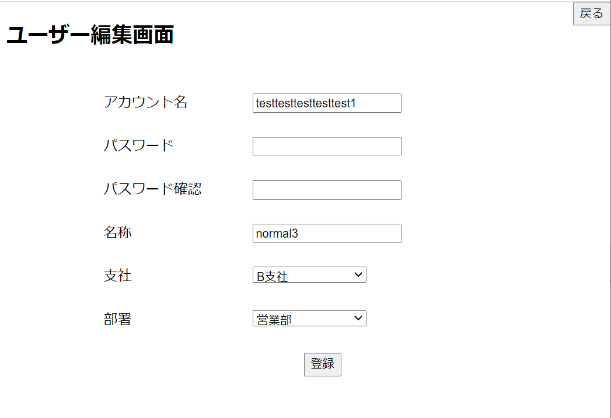 戻る
ユーザー編集画面
アカウント名 testtesttesttesttest1
パスワード
パスワード確認
名称 normal3
支社 B支社
部署 営業部
登録